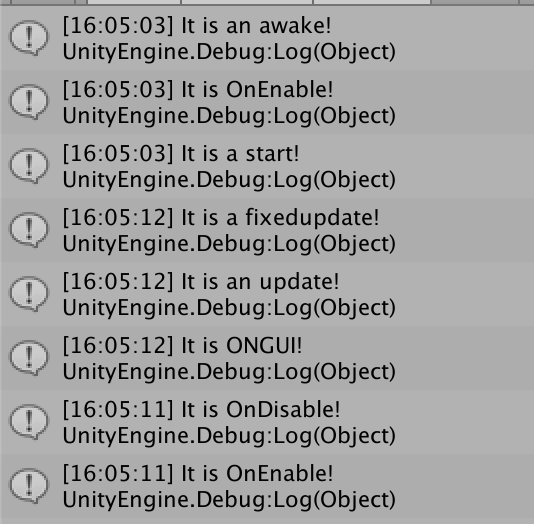 [16:05:03] It is an awake!
UnityEngine.Debug:Log(Object)
[16:05:03] It is OnEnable!
UnityEngine.Debug:Log(Object)
[16:05:03] It is a start!
UnityEngine.Debug:Log(Object)
[16:05:12] It is a fixedupdate!
UnityEngine.Debug:Log(Object)
[16:05:12] It is an update!
UnityEngine.Debug:Log(Object)
[16:05:12] It is ONGUI!
UnityEngine.Debug:Log(Object)
[16:05:11] It is OnDisable!
UnityEngine.Debug:Log(Object)
[16:05:11] It is OnEnable!
UnityEngine.Debug:Log(Object)